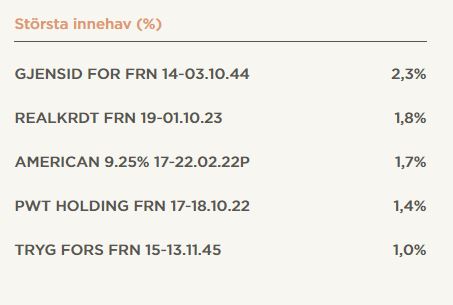 Största innehav (%)
GJENSID FOR FRN 14-03.10.44 2,3%
REALKRDT FRN 19-01.10.23 1,8%
AMERICAN 9.25% 17-22.02.22P 1,7%
PWT HOLDING FRN 17-18.10.22 1,4%
TRYG FORS FRN 15-13.11.45 1,0%